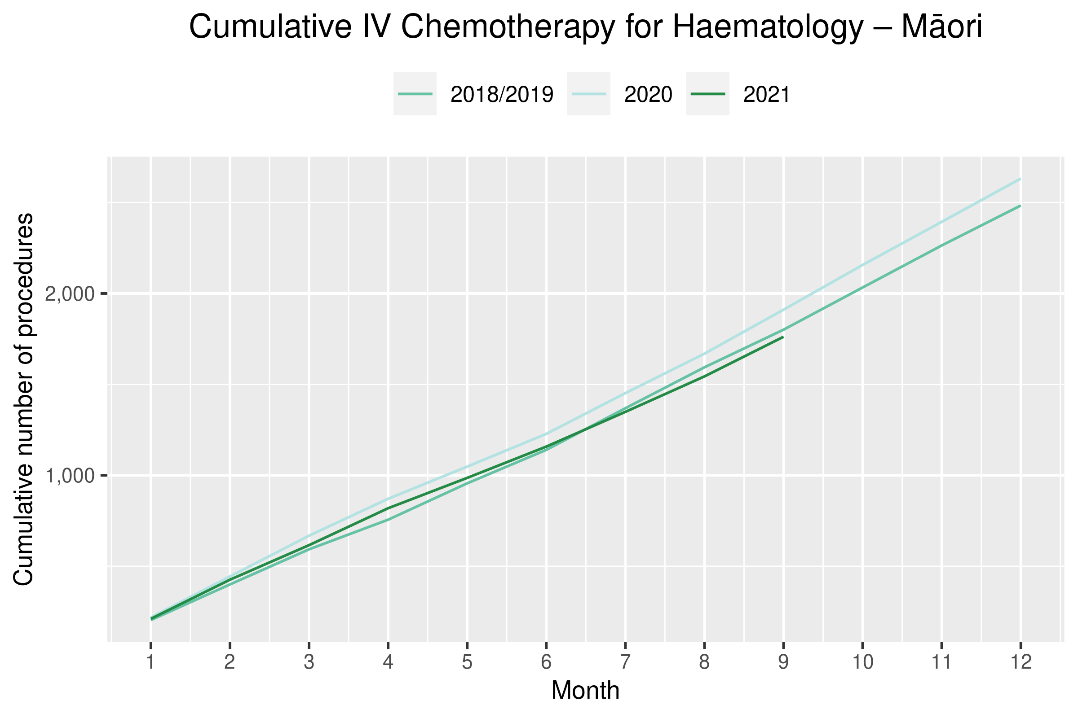 Cumulative IV Chemotherapy for Haematology – Māori
2018/2019 2020 2021
Cumulative number of procedures
2,000
1,000
1 2 3 4 5 6 7 8 9 10 11 12
Month